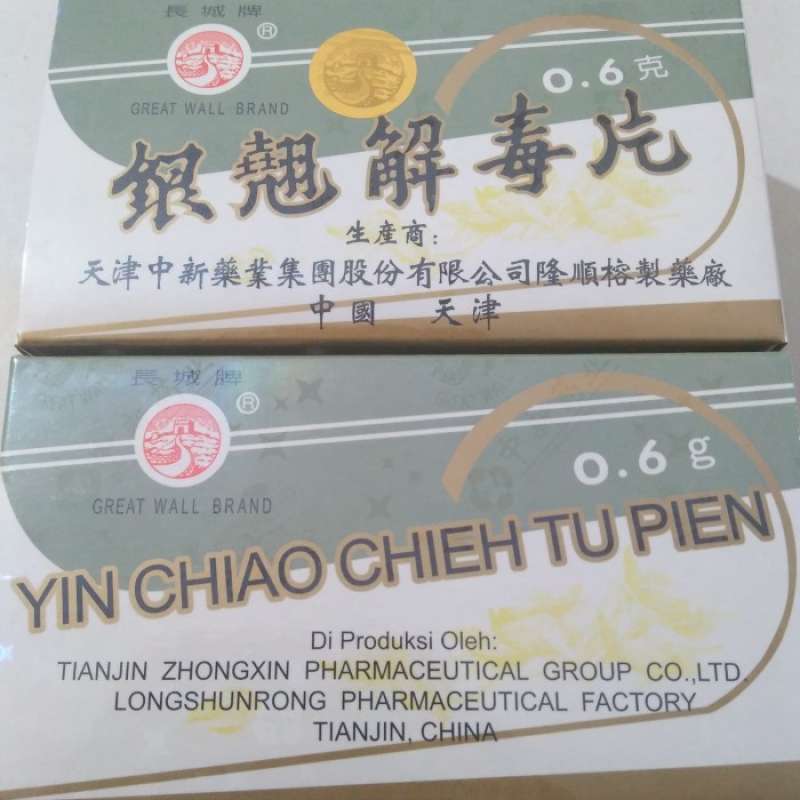 長城牌
®
GREAT WALL BRAND
0.6克
銀翹解毒片
生產商：
天津中新藥業集團股份有限公司隆順榕製藥廠
中國 天津
長城牌
®
GREAT WALL BRAND
0.6 g
YIN CHIAO CHIEH TU PIEN
Di Produksi Oleh:
TIANJIN ZHONGXIN PHARMACEUTICAL GROUP CO.,LTD.
LONGSHUNRONG PHARMACEUTICAL FACTORY
TIANJIN, CHINA